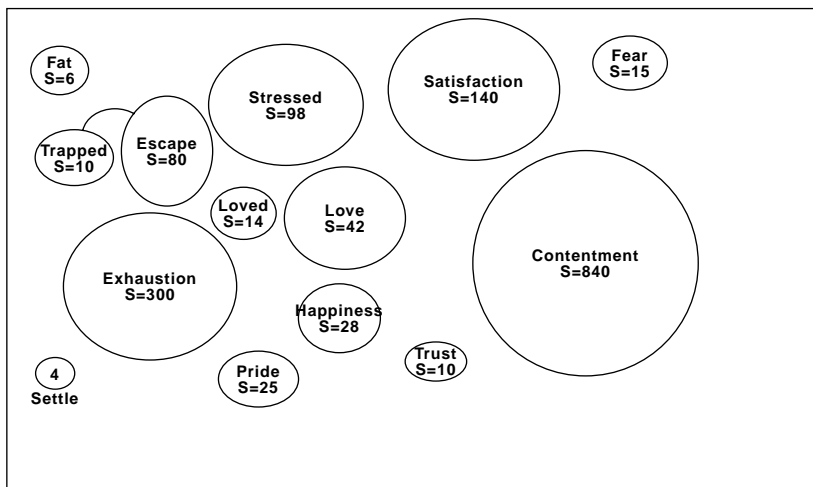 Fat
S=6
Stressed
S=98
Satisfaction
S=140
Fear
S=15
Trapped
S=10
Escape
S=80
Loved
S=14
Love
S=42
Contentment
S=840
Exhaustion
S=300
Happiness
S=28
Trust
S=10
Pride
S=25
4
Settle